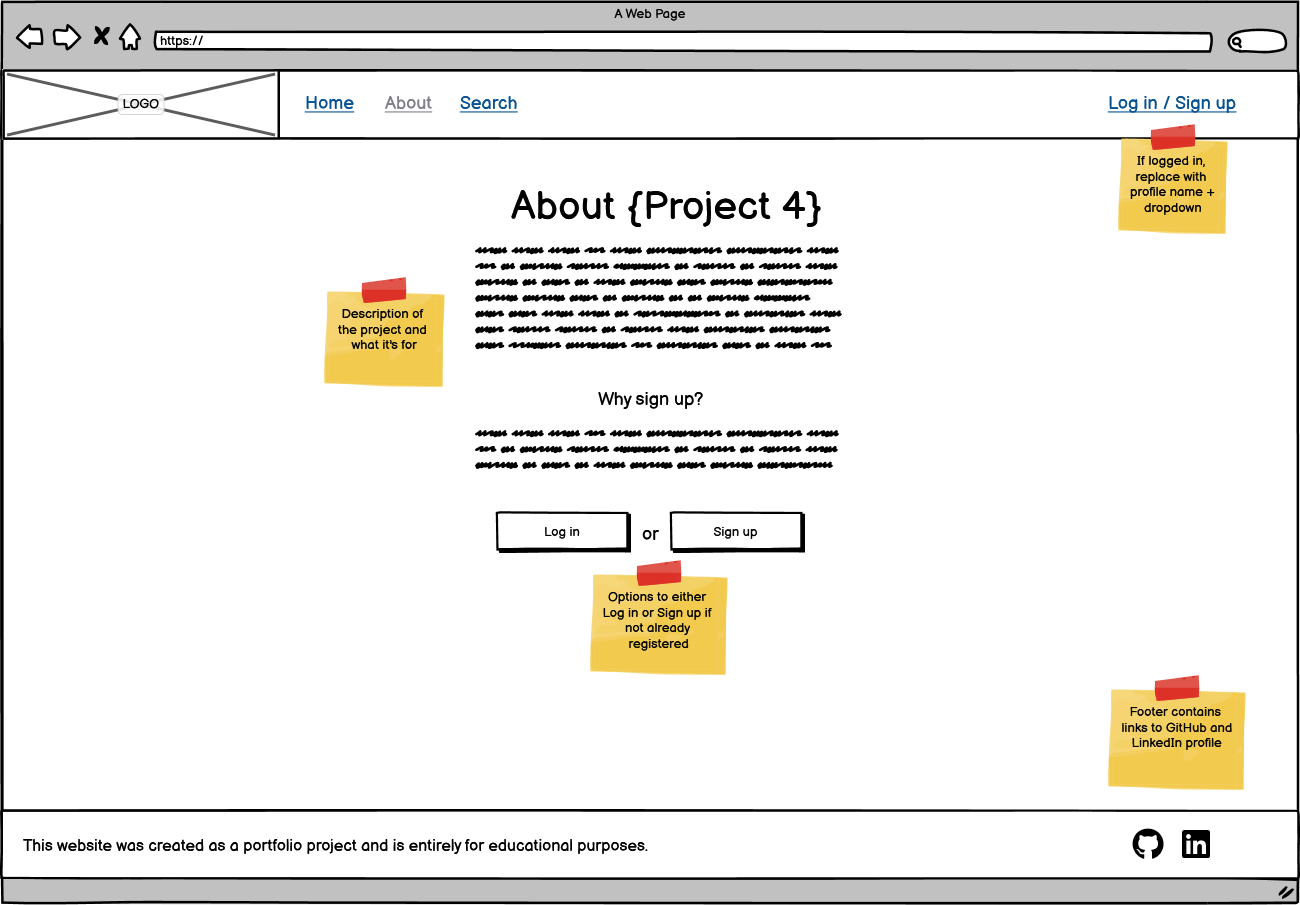 A Web Page
https://
LOGO
Home
About
Search
Log in / Sign up
If logged in,
replace with
profile name +
dropdown
About {Project 4}
Description of
the project and
what it's for
Why sign up?
Log in
or
Sign up
Options to either
Log in or Sign up if
not already
registered
Footer contains
links to GitHub and
LinkedIn profile
This website was created as a portfolio project and is entirely for educational purposes.
in